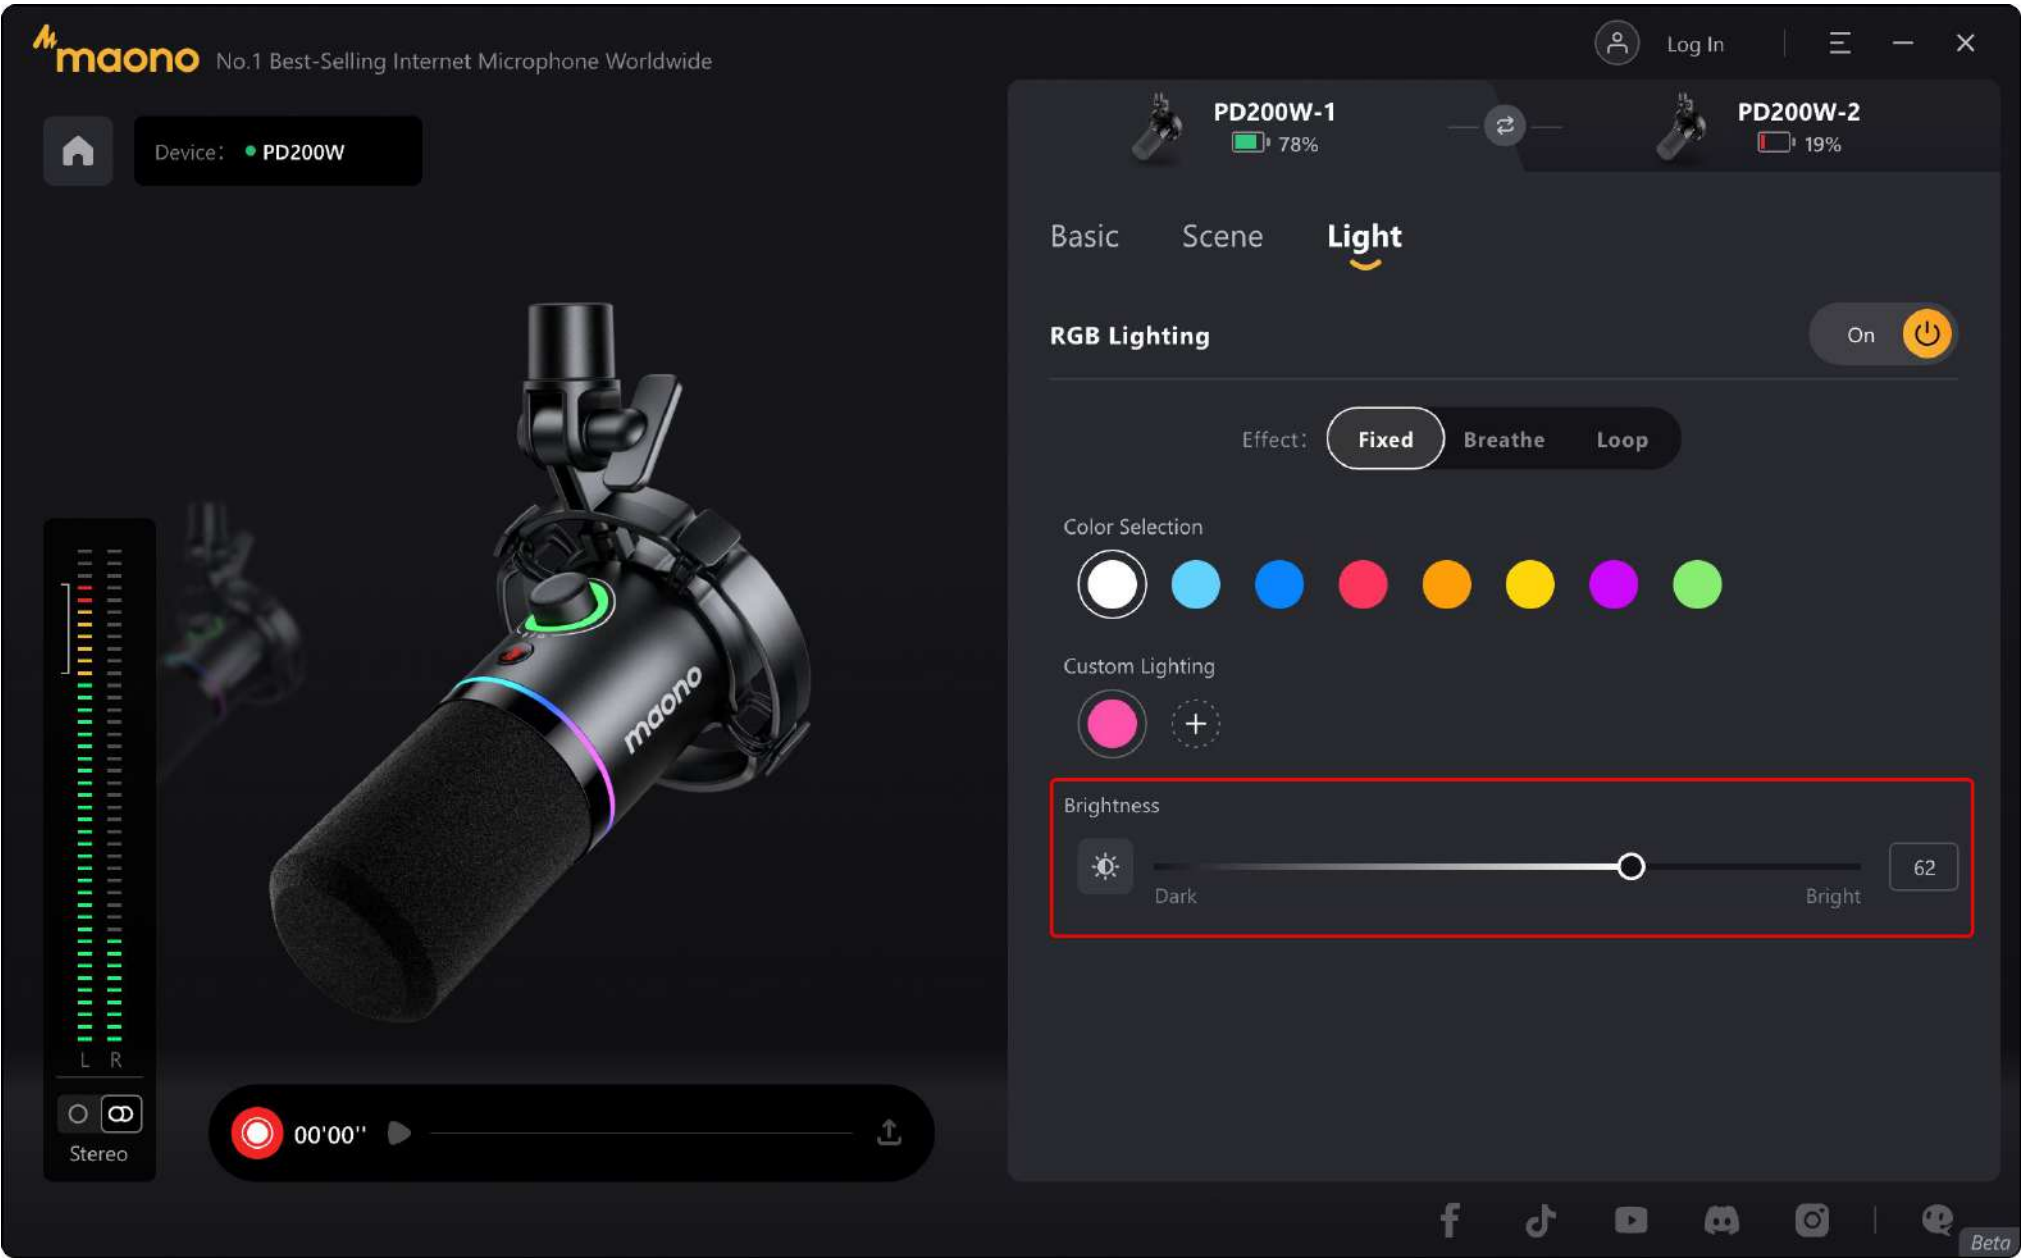 maono No.1 Best-Selling Internet Microphone Worldwide
Log In
Device: PD200W
PD200W-1
78%
PD200W-2
19%
Basic Scene Light
RGB Lighting
On
Effect: Fixed Breathe Loop
Color Selection
Custom Lighting
Brightness
62
Dark Bright
maono
L R
Stereo
00'00''
Beta